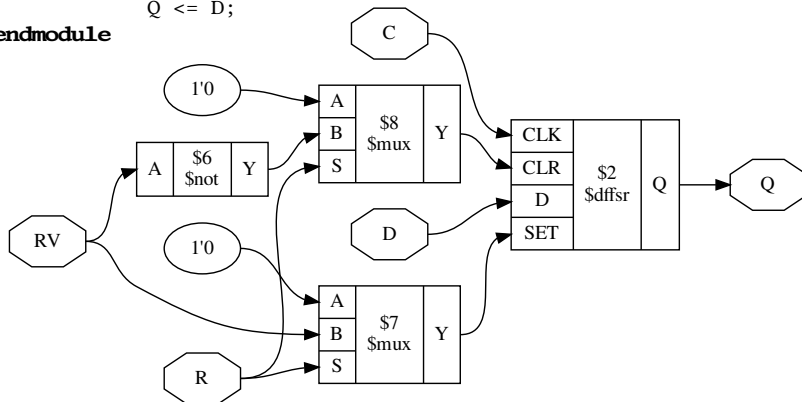 Q <= D;
endmodule
C
1'0
A
B
S
$8
$mux
Y
CLK
CLR
D
SET
$2
$dffsr
Q
Q
A
$6
$not
Y
RV
D
1'0
A
B
S
$7
$mux
Y
R